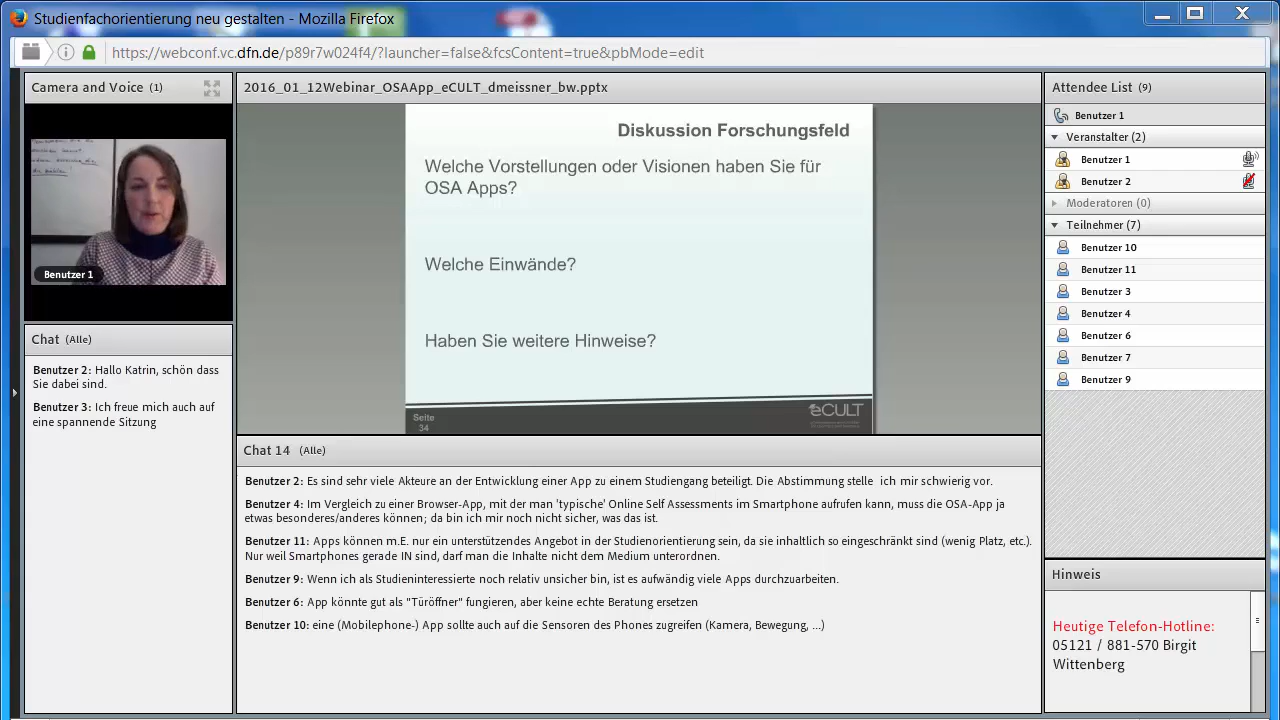 Studienfachorientierung neu gestalten - Mozilla Firefox
https://webconf.vc.dfn.de/p89r7w024f4/?launcher=false&fcsContent=true&pbMode=edit
Camera and Voice (1)
Benutzer 1
Chat (Alle)
Benutzer 2: Hallo Katrin, schön dass
Sie dabei sind.
Benutzer 3: Ich freue mich auch auf
eine spannende Sitzung
2016_01_12Webinar_OSAApp_eCULT_dmeissner_bw.pptx
Diskussion Forschungsfeld
Welche Vorstellungen oder Visionen haben Sie für
OSA Apps?
Welche Einwände?
Haben Sie weitere Hinweise?
Seite
34
eCULT
Chat 14 (Alle)
Benutzer 2: Es sind sehr viele Akteure an der Entwicklung einer App zu einem Studiengang beteiligt. Die Abstimmung stelle ich mir schwierig vor.
Benutzer 4: Im Vergleich zu einer Browser-App, mit der man 'typische' Online Self Assessments im Smartphone aufrufen kann, muss die OSA-App ja
etwas besonderes/anderes können; da bin ich mir noch nicht sicher, was das ist.
Benutzer 11: Apps können m.E. nur ein unterstützendes Angebot in der Studienorientierung sein, da sie inhaltlich so eingeschränkt sind (wenig Platz, etc.).
Nur weil Smartphones gerade IN sind, darf man die Inhalte nicht dem Medium unterordnen.
Benutzer 9: Wenn ich als Studieninteressierte noch relativ unsicher bin, ist es aufwändig viele Apps durchzuarbeiten.
Benutzer 6: App könnte gut als "Türöffner" fungieren, aber keine echte Beratung ersetzen
Benutzer 10: eine (Mobilephone-) App sollte auch auf die Sensoren des Phones zugreifen (Kamera, Bewegung, ...)
Attendee List (9)
Benutzer 1
Veranstalter (2)
Benutzer 1
Benutzer 2
Moderatoren (0)
Teilnehmer (7)
Benutzer 10
Benutzer 11
Benutzer 3
Benutzer 4
Benutzer 6
Benutzer 7
Benutzer 9
Hinweis
Heutige Telefon-Hotline:
05121 / 881-570 Birgit
Wittenberg